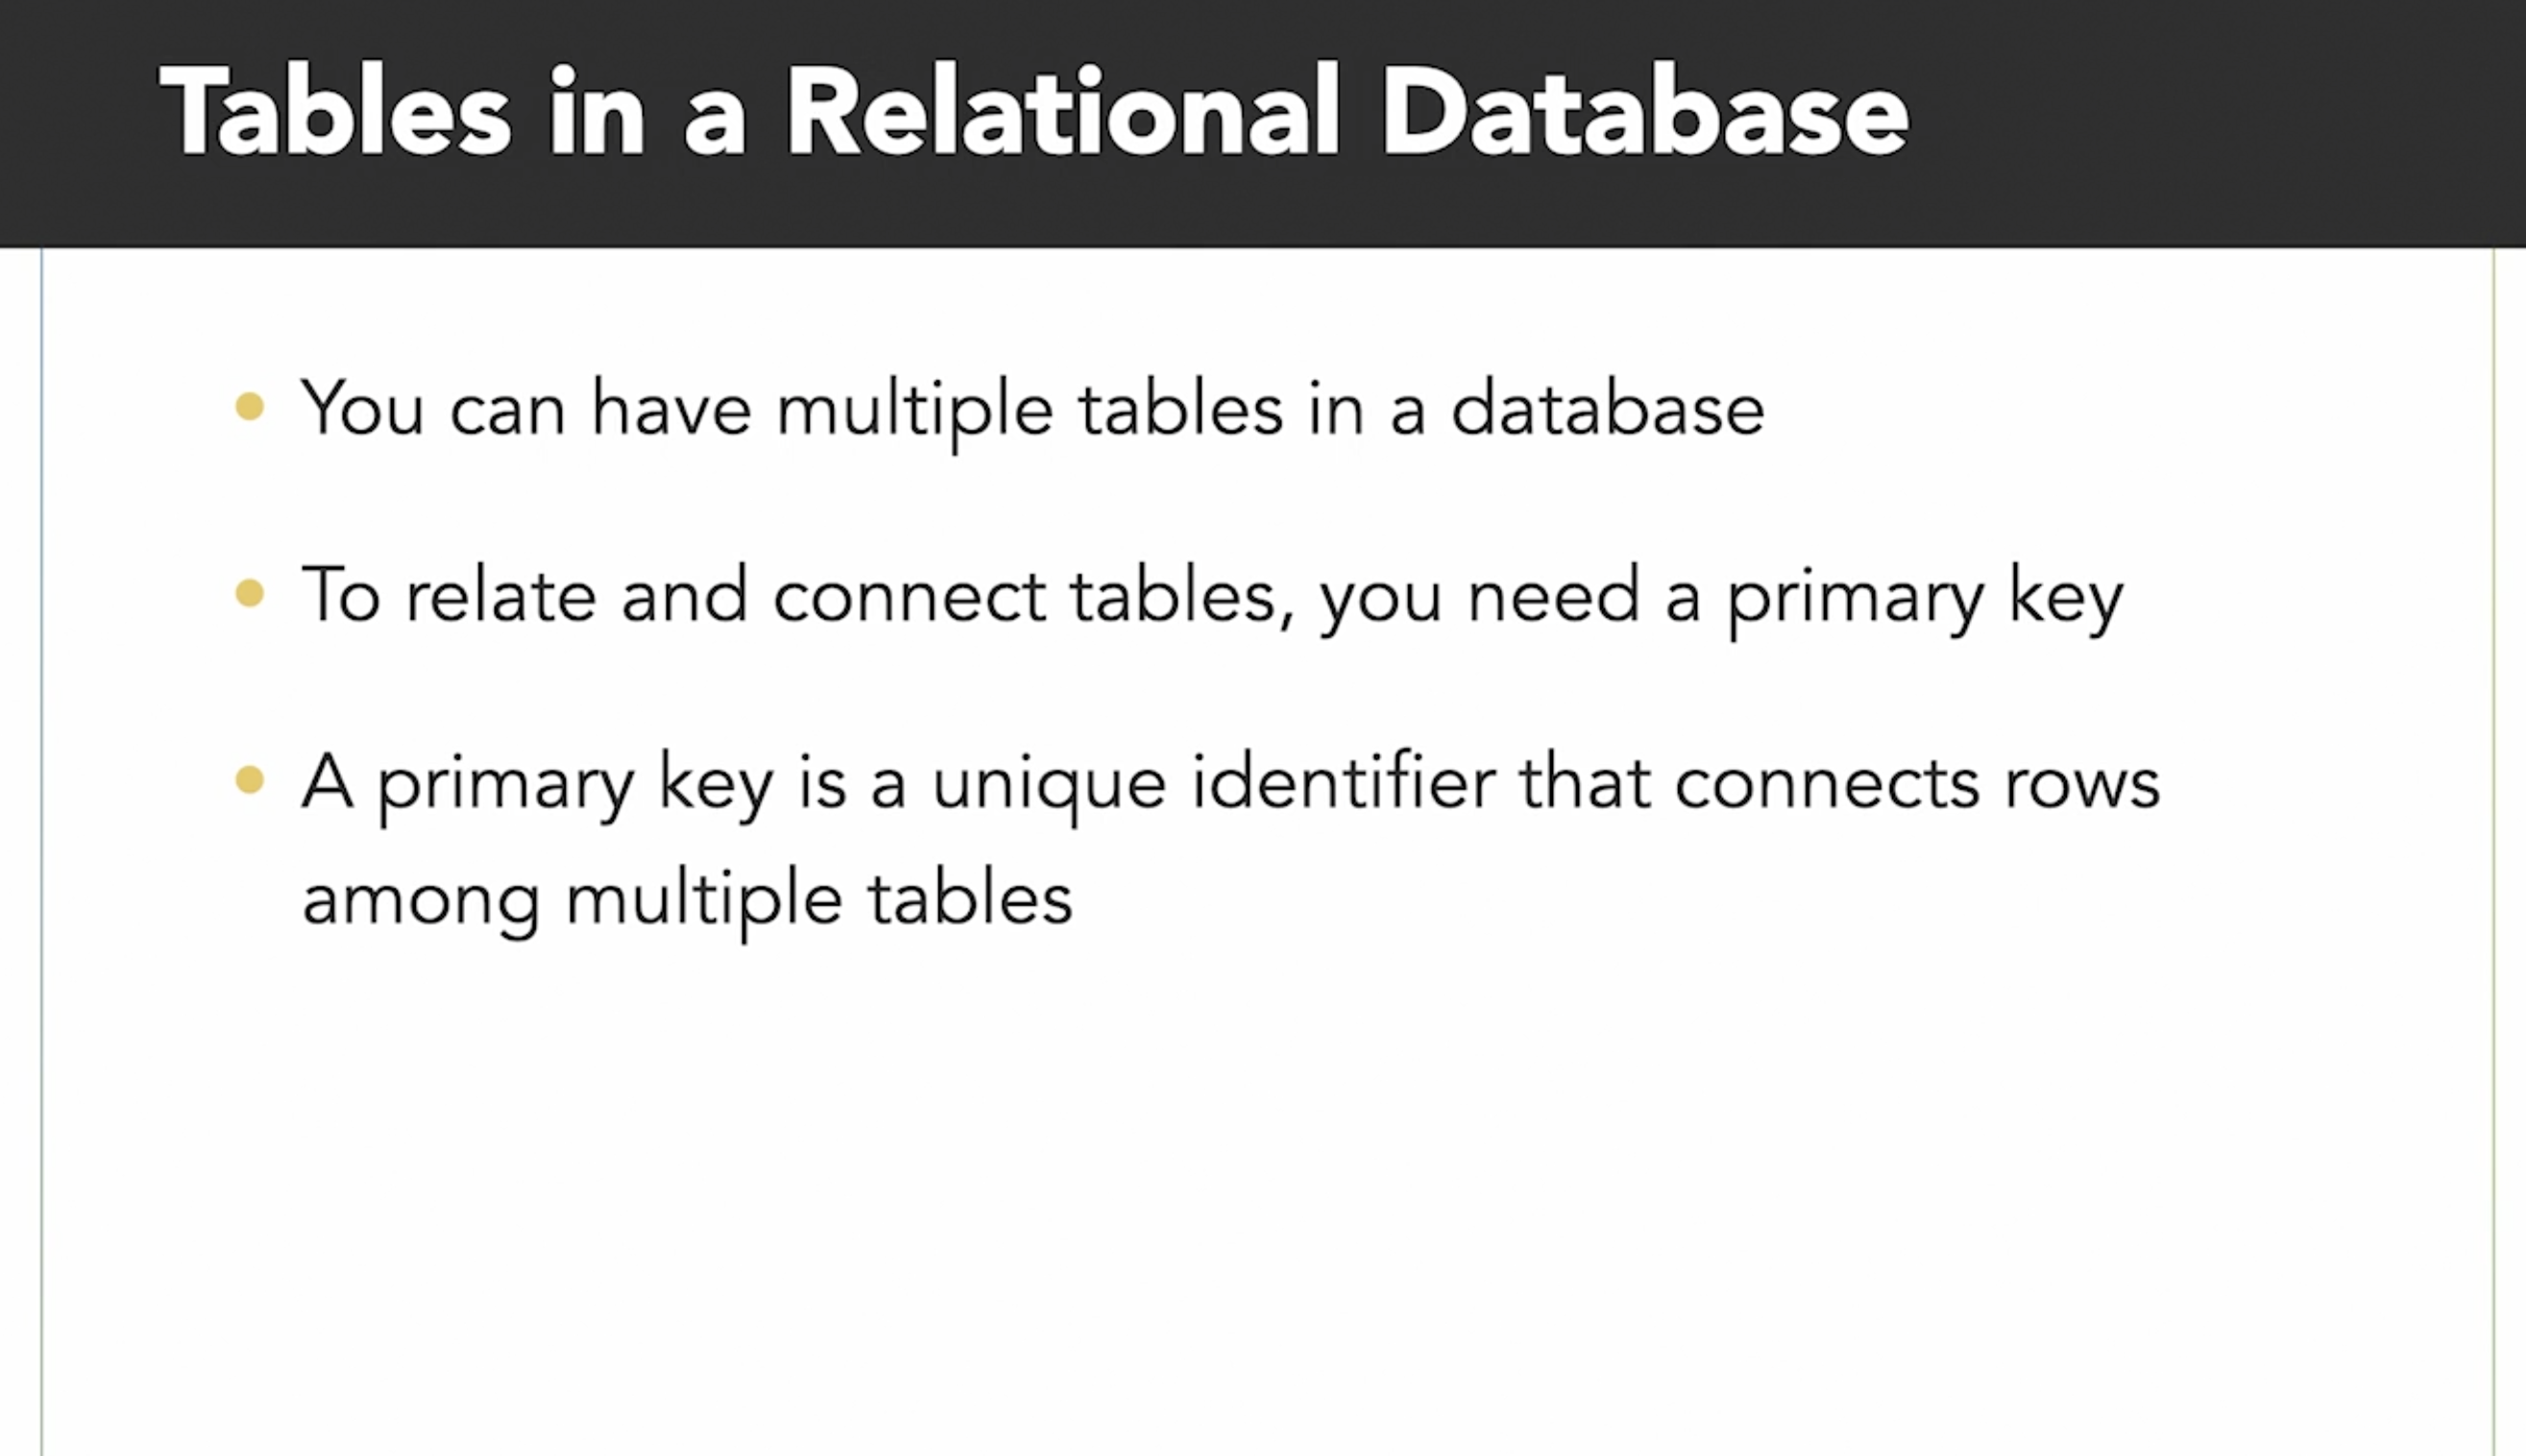 Tables in a Relational Database
You can have multiple tables in a database
To relate and connect tables, you need a primary key
A primary key is a unique identifier that connects rows
among multiple tables